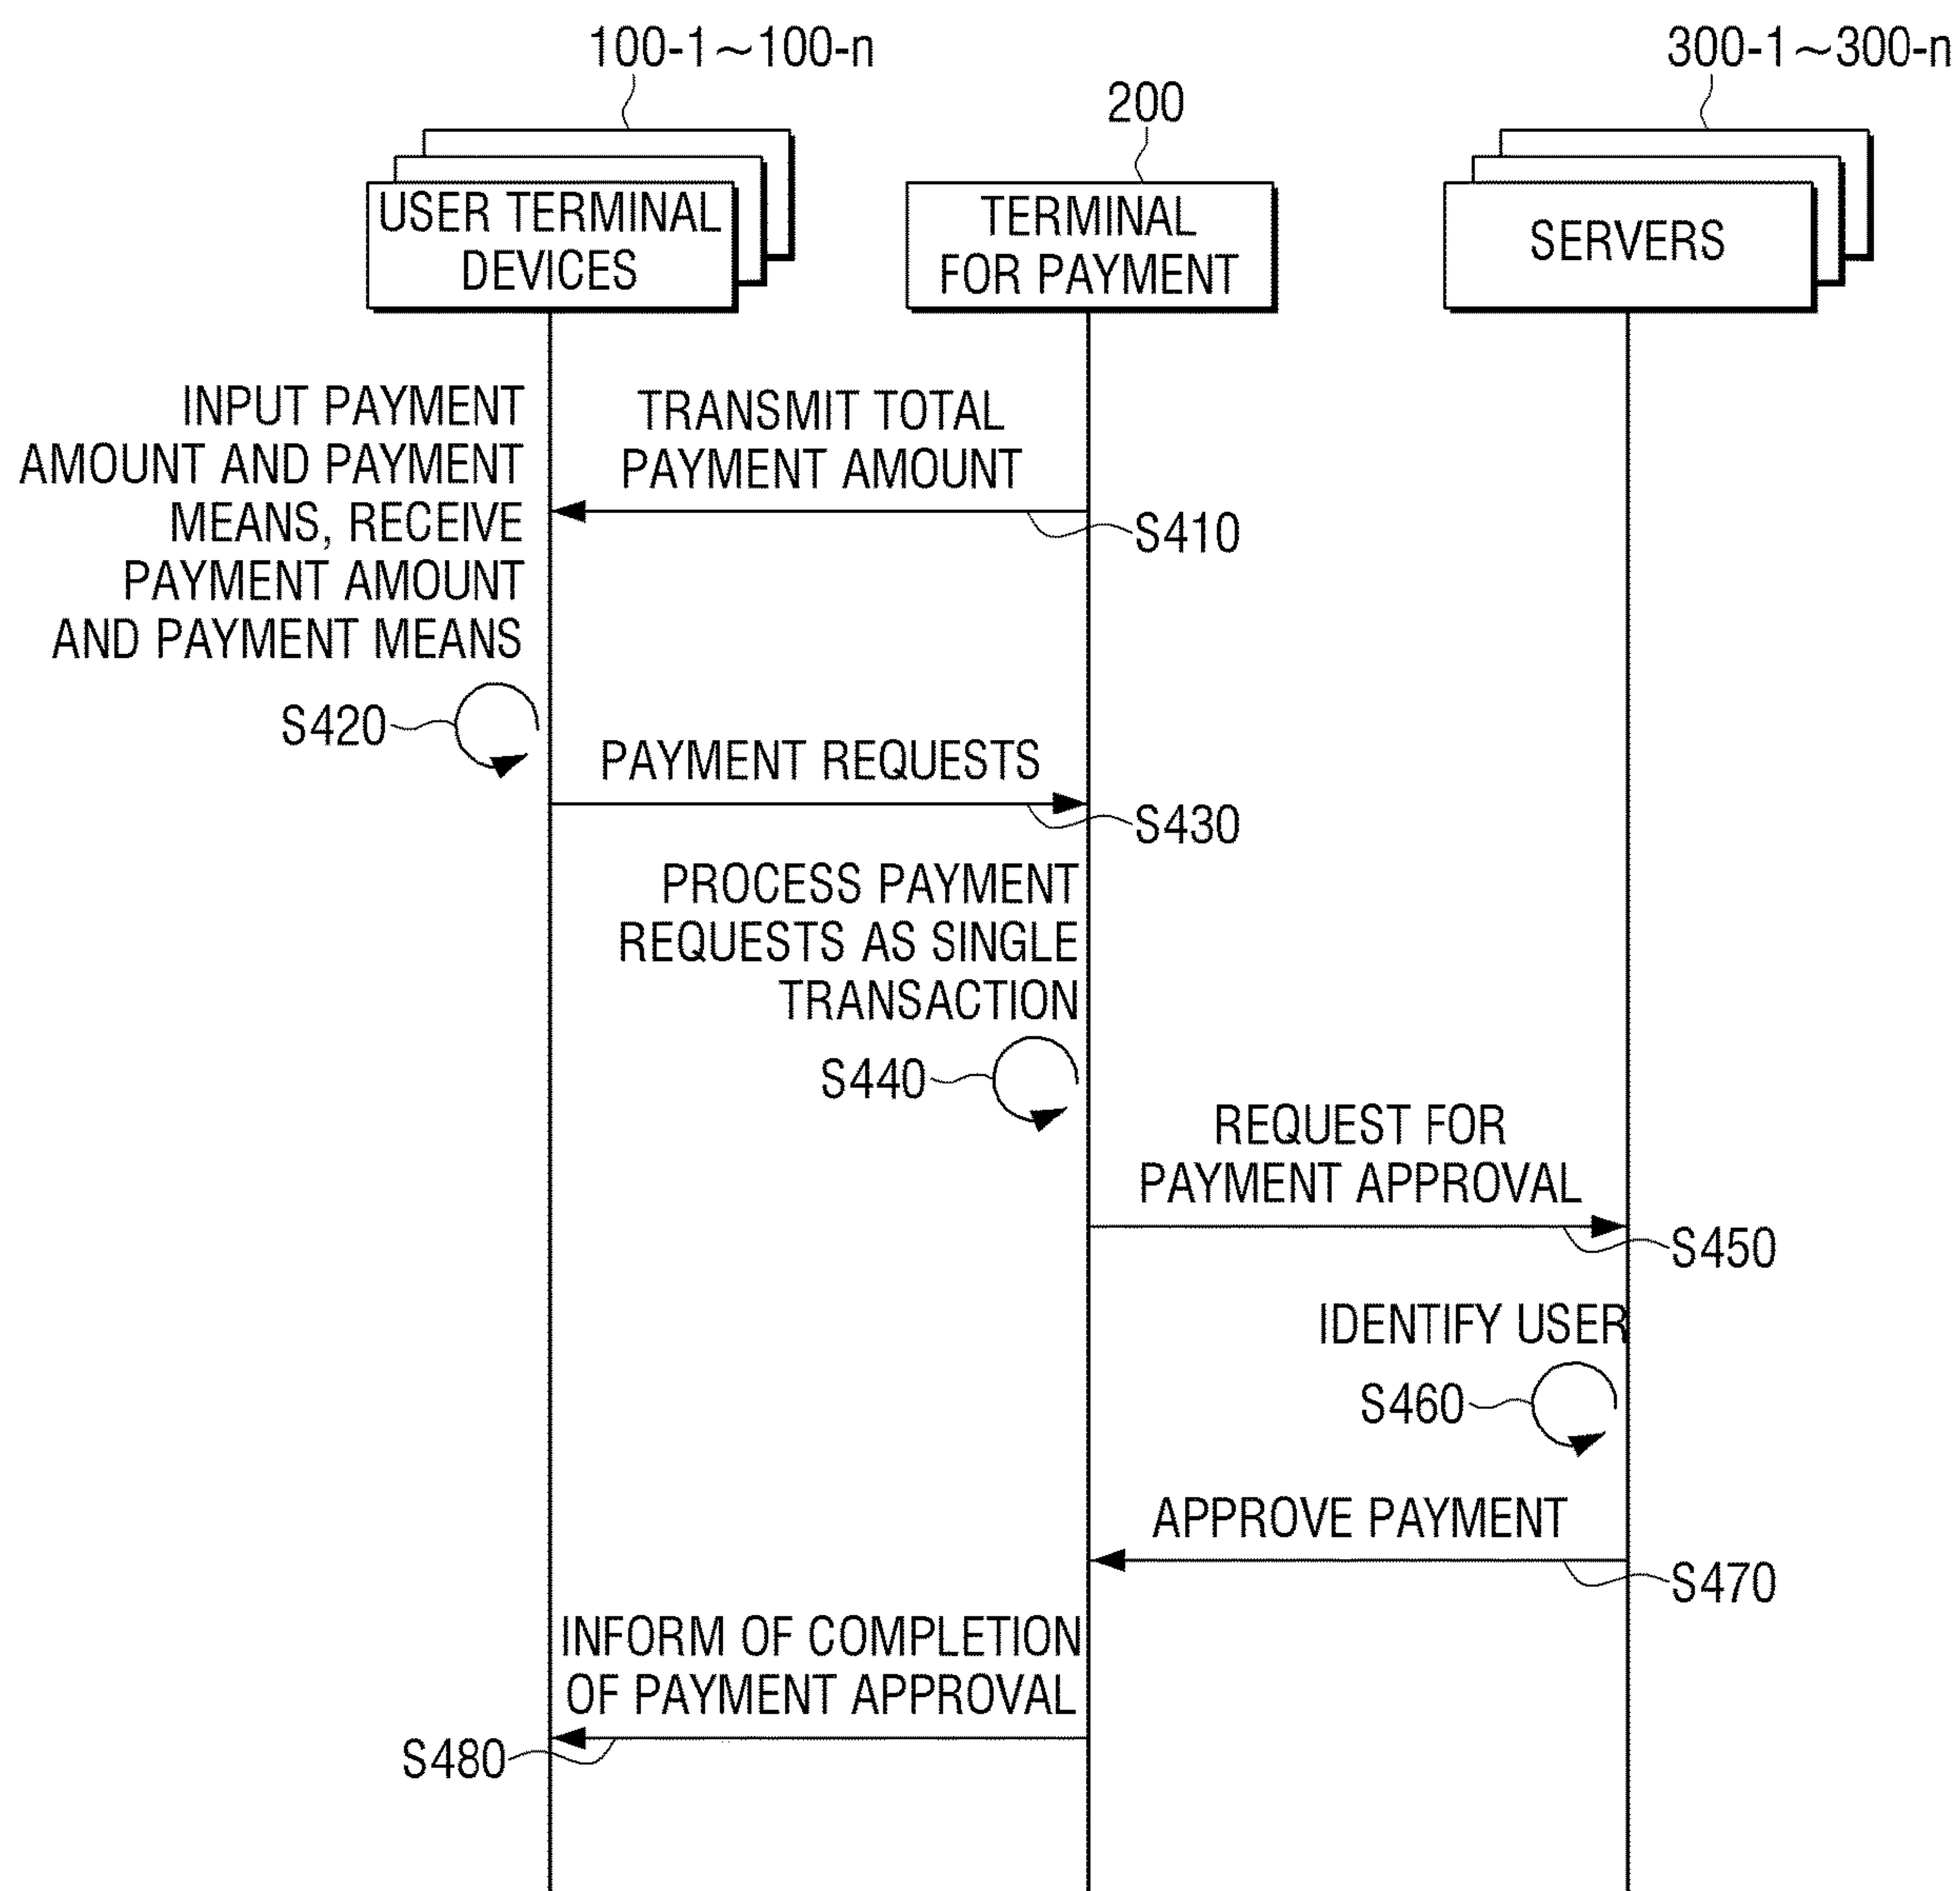 100-1~100-n
300-1~300-n
200
USER TERMINAL
DEVICES
TERMINAL
FOR PAYMENT
SERVERS
INPUT PAYMENT
AMOUNT AND PAYMENT
MEANS, RECEIVE
PAYMENT AMOUNT
AND PAYMENT MEANS
TRANSMIT TOTAL
PAYMENT AMOUNT
S410
S420
PAYMENT REQUESTS
S430
PROCESS PAYMENT
REQUESTS AS SINGLE
TRANSACTION
S440
REQUEST FOR
PAYMENT APPROVAL
S450
IDENTIFY USER
S460
APPROVE PAYMENT
S470
INFORM OF COMPLETION
OF PAYMENT APPROVAL
S480